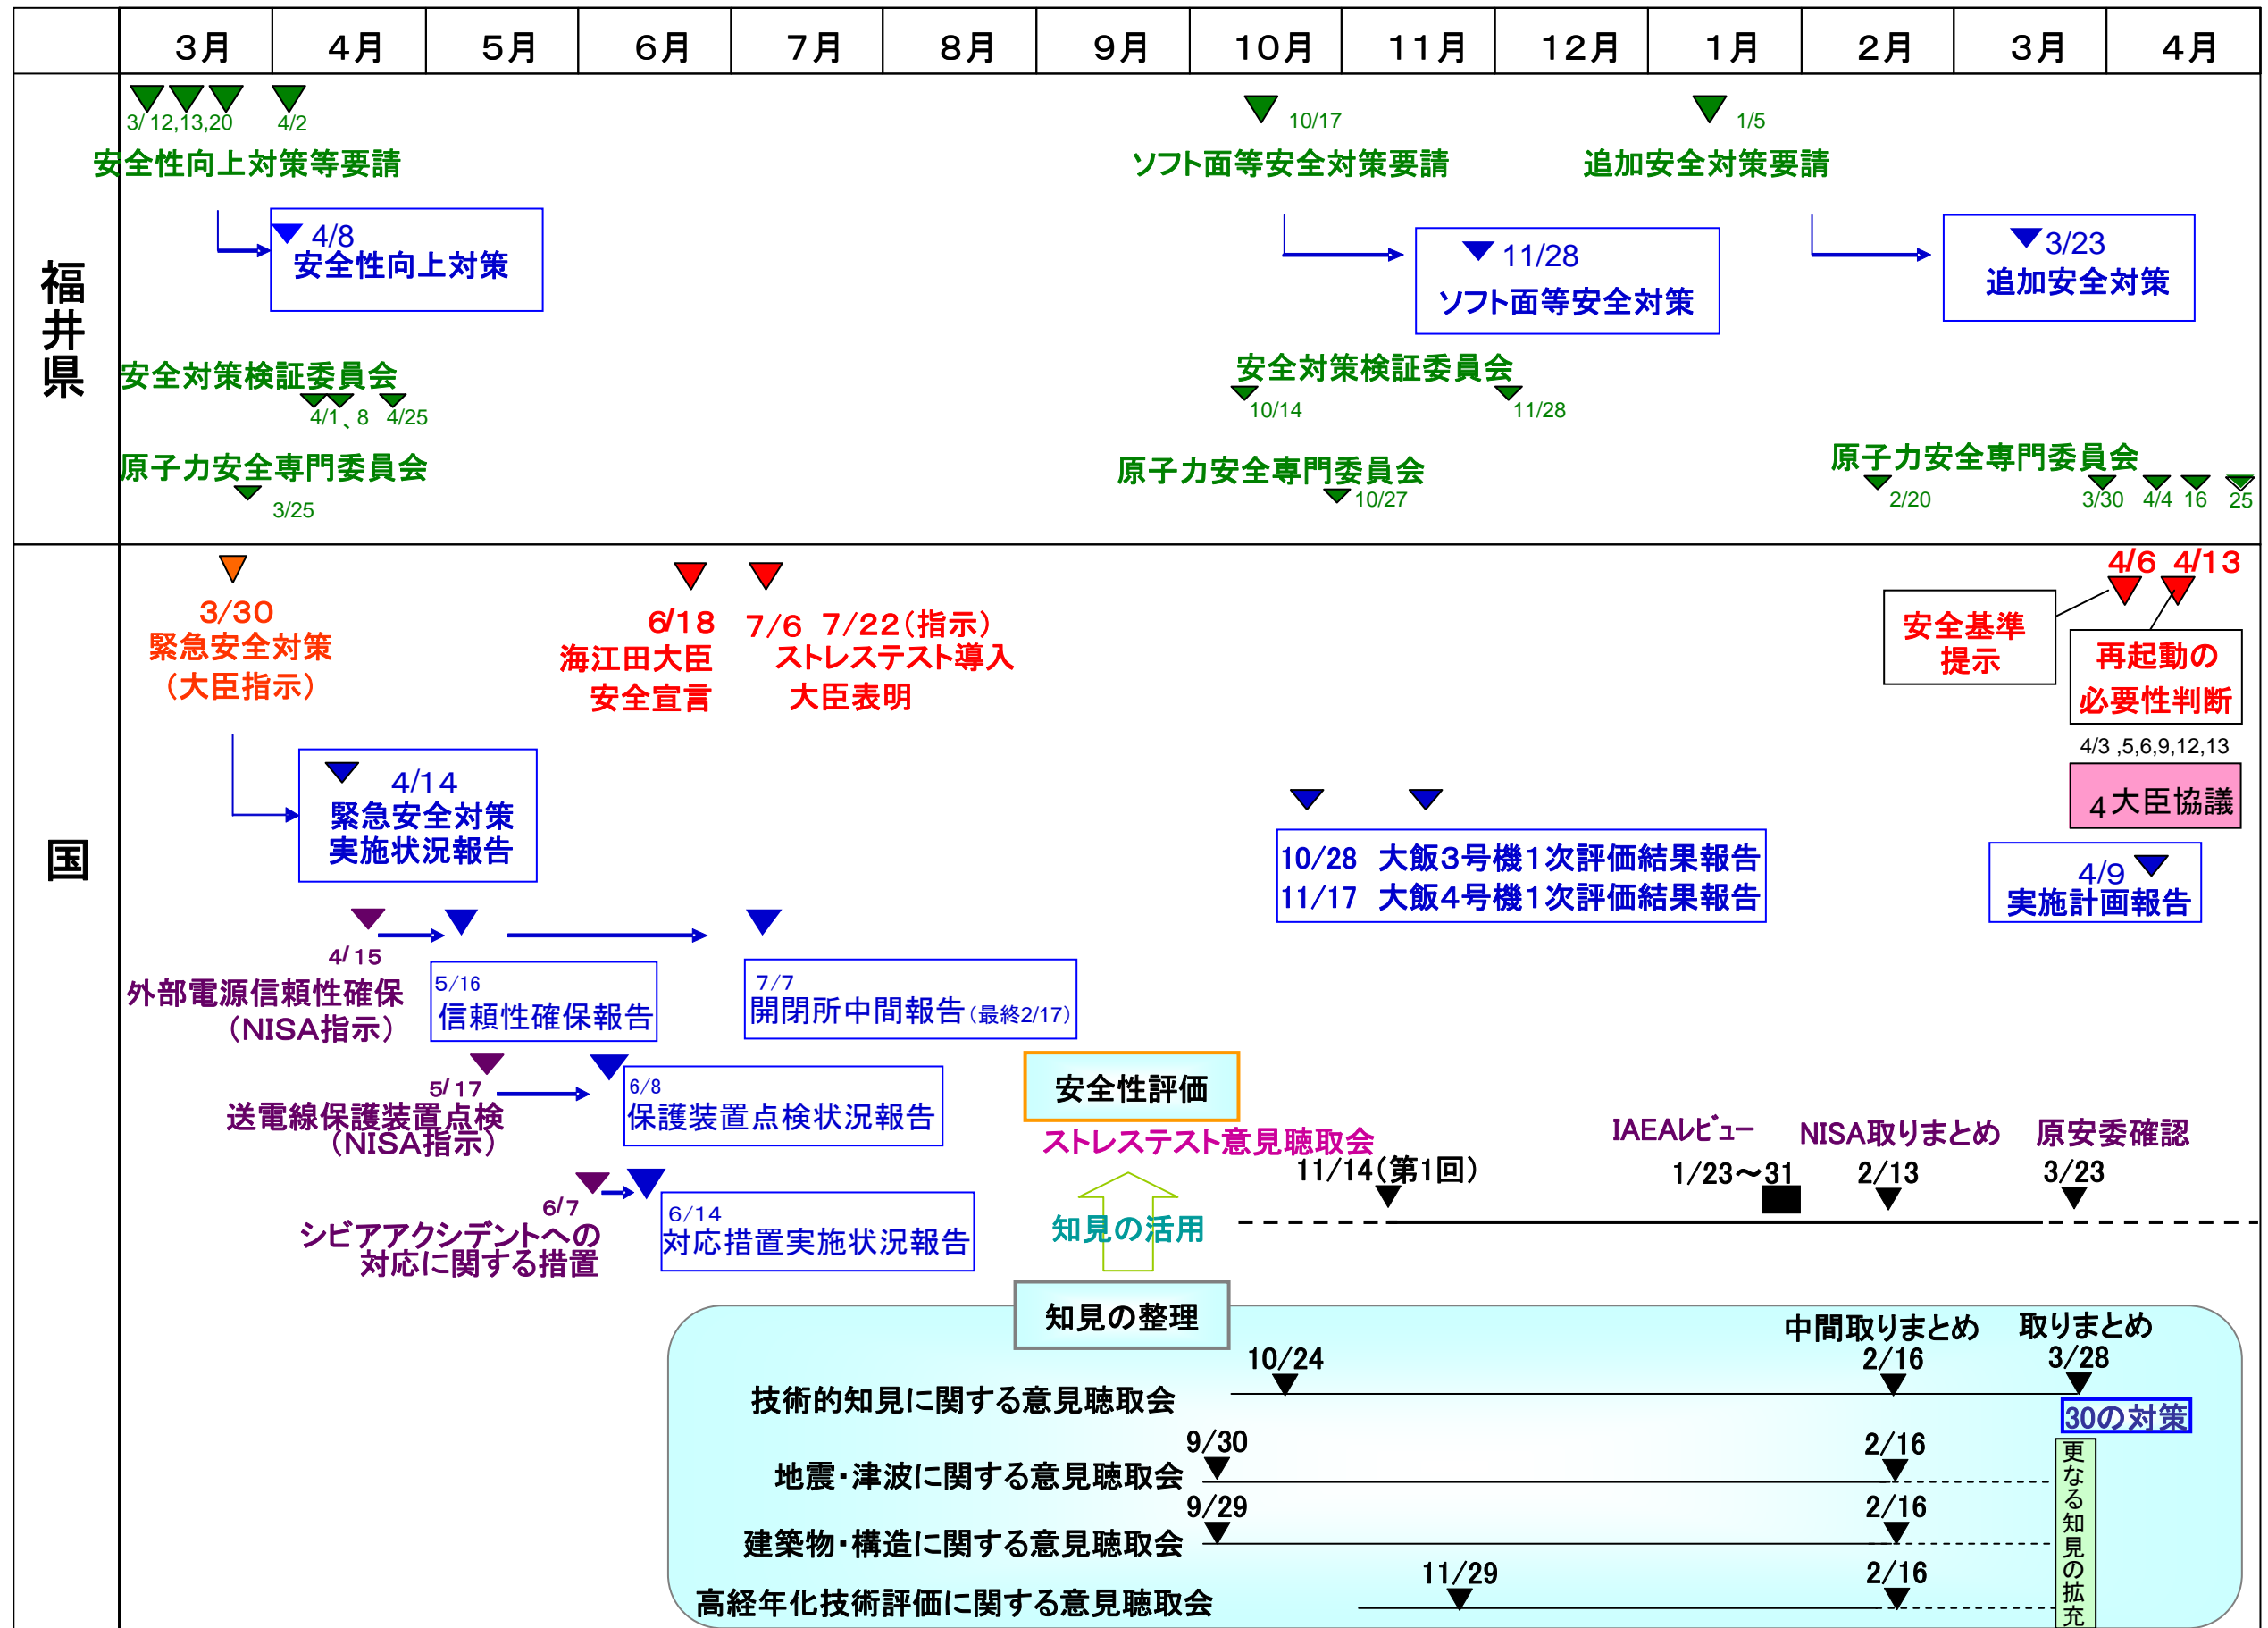 3月 4月 5月 6月 7月 8月 9月 10月 11月 12月 1月 2月 3月 4月
福井県
3/ 12,13,20 4/2
安全性向上対策等要請
10/17
ソフト面等安全対策要請
1/5
追加安全対策要請
4/8
安全性向上対策
11/28
ソフト面等安全対策
3/23
追加安全対策
安全対策検証委員会
4/1、8 4/25
安全対策検証委員会
10/14 11/28
原子力安全専門委員会
3/25
原子力安全専門委員会
10/27
原子力安全専門委員会
2/20 3/30 4/4 16 25
国
3/30
緊急安全対策
（大臣指示）
6/18
海江田大臣
安全宣言
7/6 7/22（指示）
ストレステスト導入
大臣表明
4/6 4/13
安全基準
提示
再起動の
必要性判断
4/3 ,5,6,9,12,13
4大臣協議
4/14
緊急安全対策
実施状況報告
10/28 大飯3号機1次評価結果報告
11/17 大飯4号機1次評価結果報告
4/9
実施計画報告
4/15
外部電源信頼性確保
（NISA指示）
5/16
信頼性確保報告
7/7
開閉所中間報告（最終2/17）
5/17
送電線保護装置点検
（NISA指示）
6/8
保護装置点検状況報告
6/7
シビアアクシデントへの
対応に関する措置
6/14
対応措置実施状況報告
安全性評価
ストレステスト意見聴取会
11/14（第1回）
IAEAﾚﾋﾞｭー
1/23～31
NISA取りまとめ
2/13
原安委確認
3/23
知見の活用
知見の整理
中間取りまとめ 取りまとめ
技術的知見に関する意見聴取会
10/24 2/16 3/28
30の対策
地震・津波に関する意見聴取会
9/30 2/16
建築物・構造に関する意見聴取会
9/29 2/16
高経年化技術評価に関する意見聴取会
11/29 2/16
更なる知見の拡充